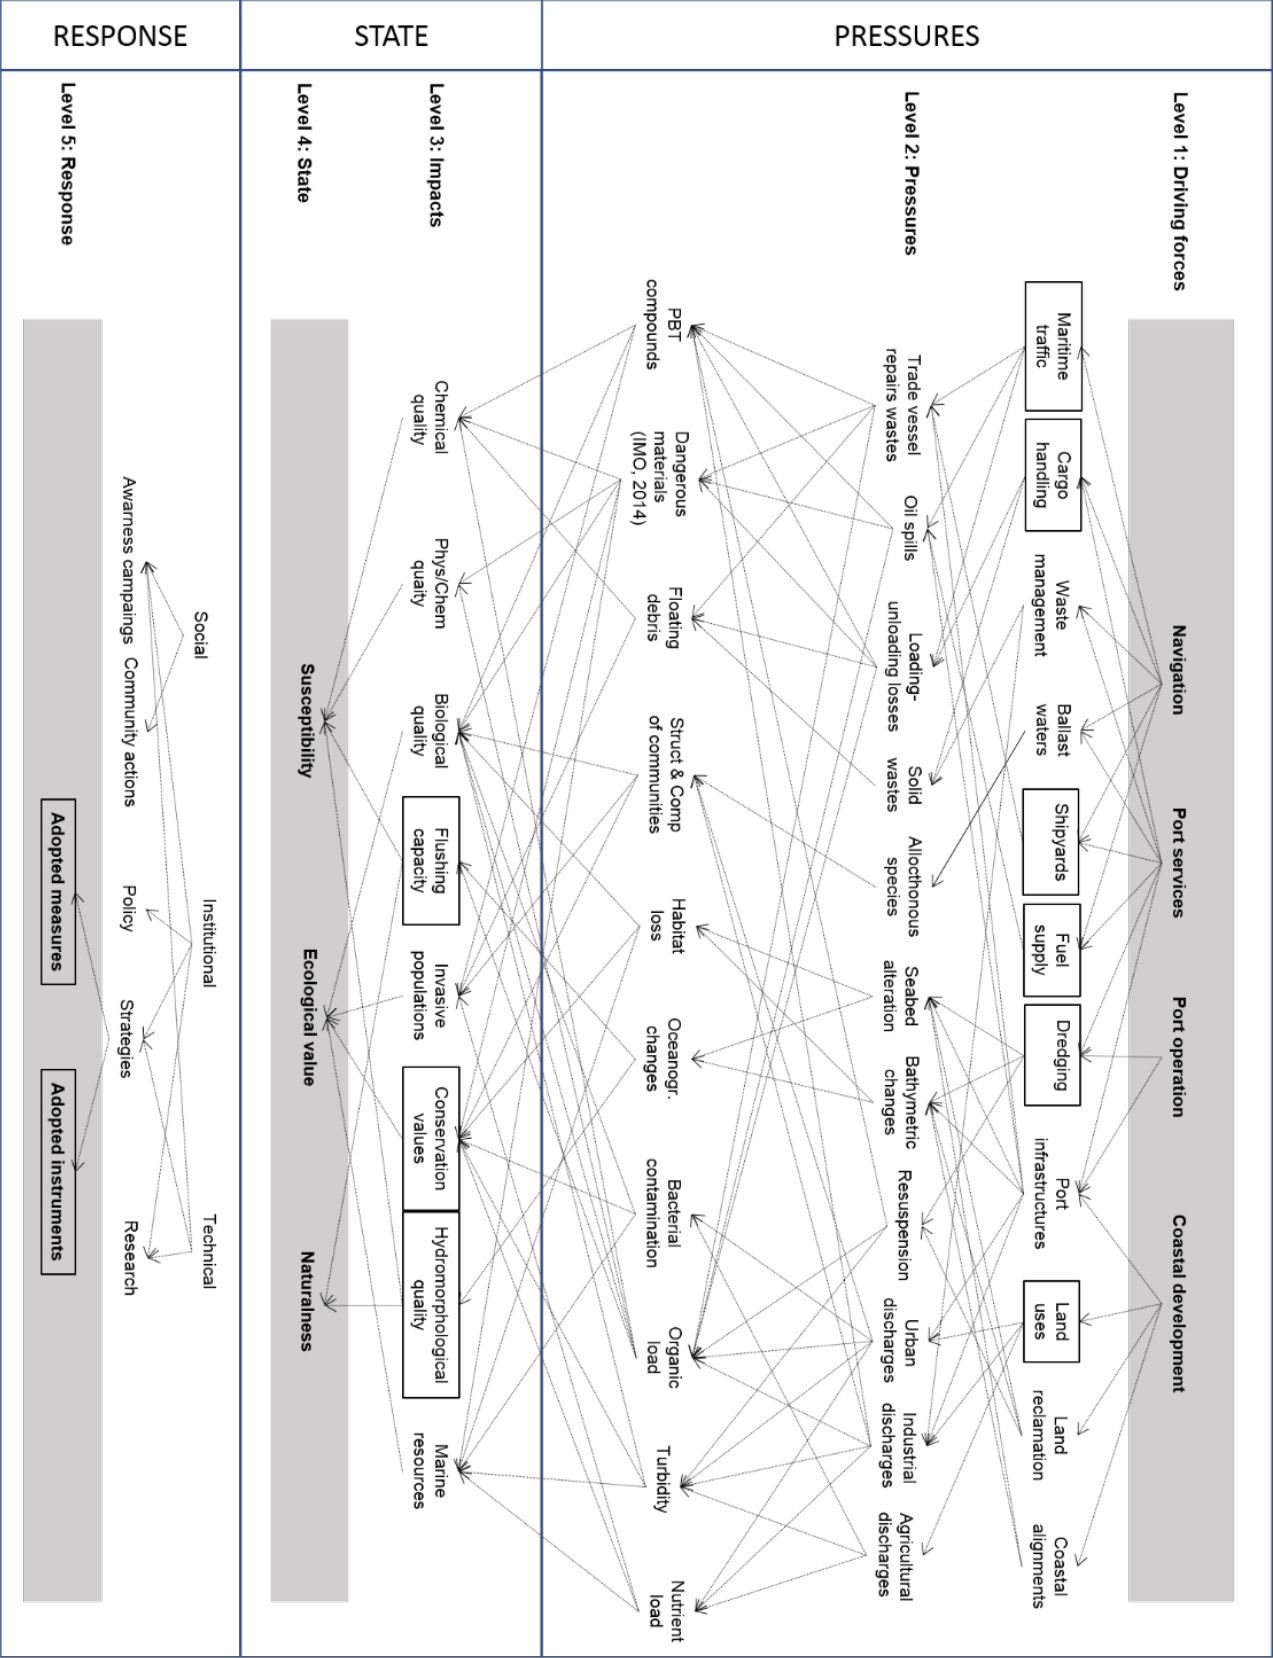 RESPONSE
STATE
PRESSURES
Level 1: Driving forces
Navigation
Port services
Port operation
Coastal development
Maritime
traffic
Cargo
handling
Waste
management
Ballast
waters
Shipyards
Fuel
supply
Dredging
Port
infrastructures
Land
uses
Land
reclamation
Coastal
alignments
Level 2: Pressures
Trade vessel
repairs wastes
Oil spills
Loading-
unloading losses
Solid
wastes
Allocthonous
species
Seabed
alteration
Bathymetric
changes
Resuspension
Urban
discharges
Industrial
discharges
Agricultural
discharges
PBT
compounds
Dangerous
materials
(IMO, 2014)
Floating
debris
Struct & Comp
of communities
Habitat
loss
Oceanogr.
changes
Bacterial
contamination
Organic
load
Turbidity
Nutrient
load
Level 3: Impacts
Chemical
quality
Phys/Chem
quaity
Biological
quality
Flushing
capacity
Invasive
populations
Conservation
values
Hydromorphological
quality
Marine
resources
Level 4: State
Susceptibility
Ecological value
Naturalness
Social
Institutional
Technical
Awarness campaings
Community actions
Policy
Strategies
Research
Level 5: Response
Adopted measures
Adopted instruments